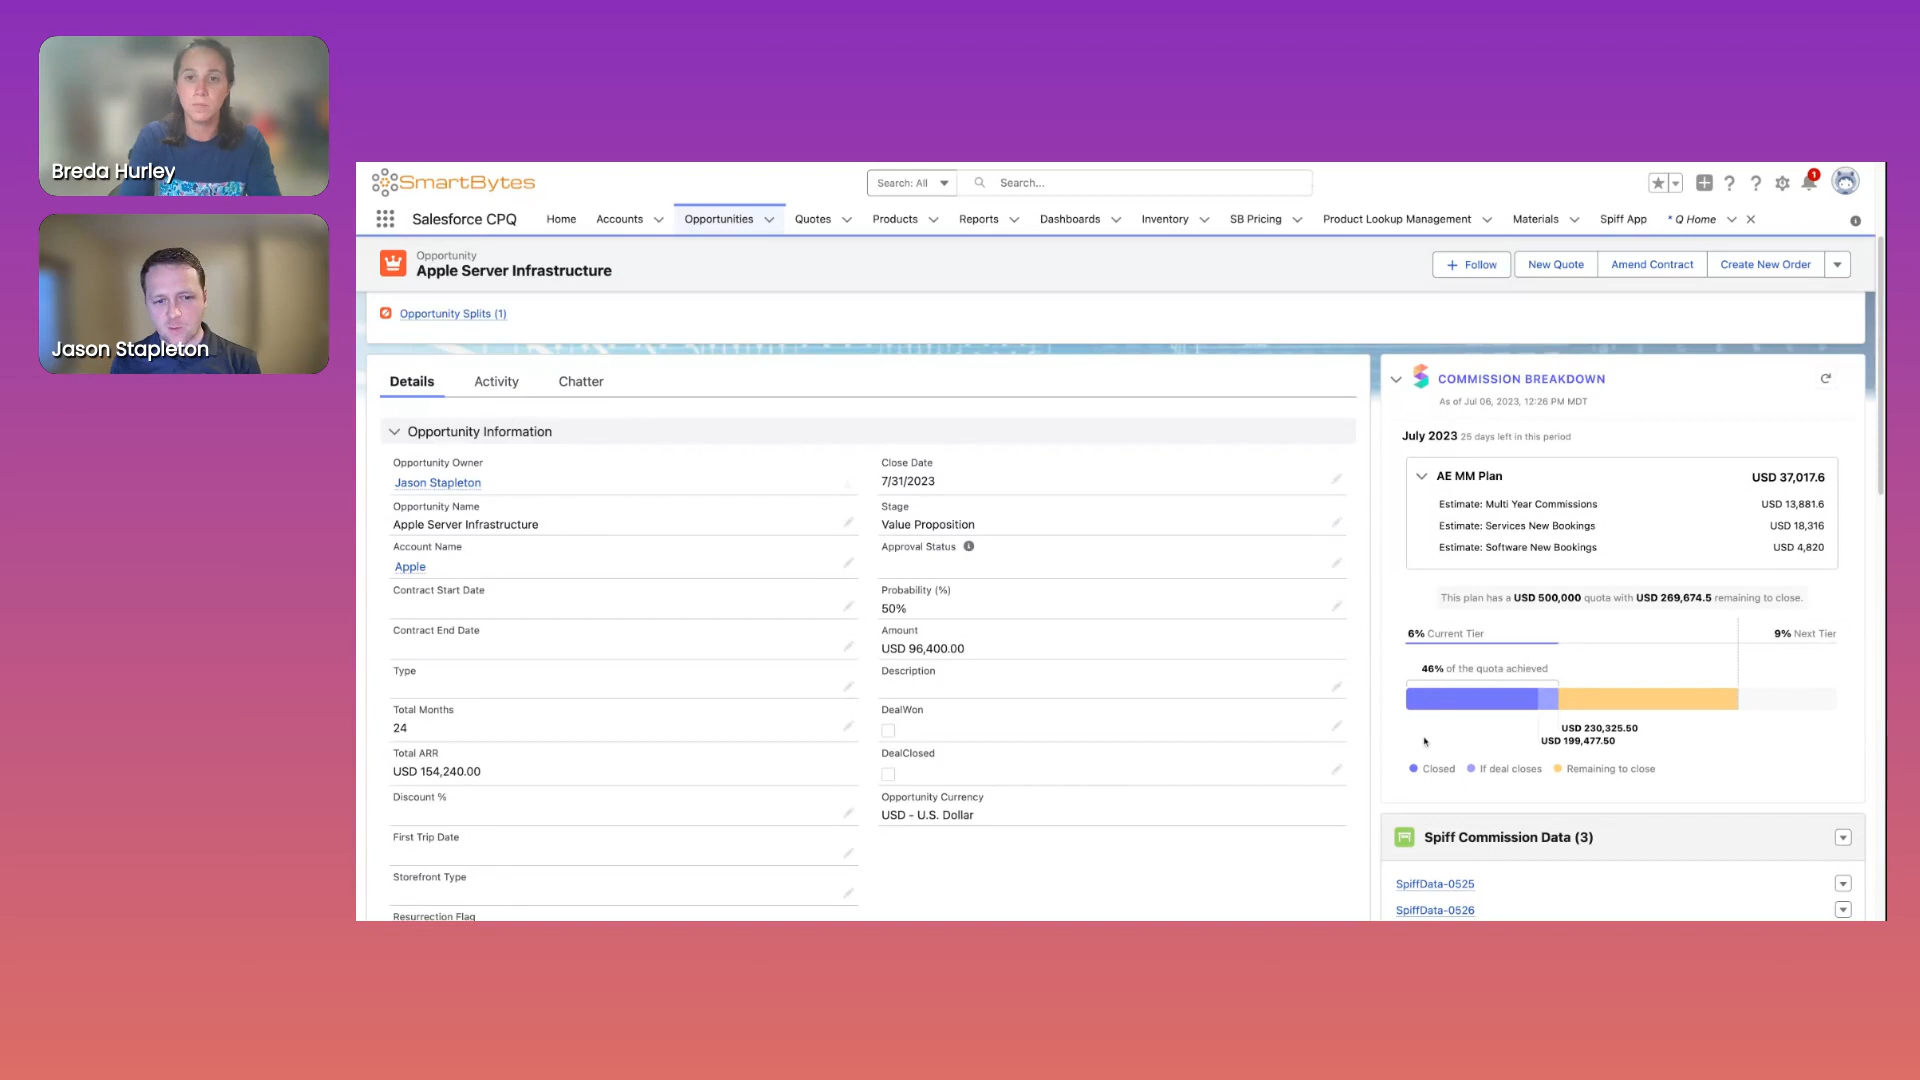 Breda Hurley
Jason Stapleton
SmartBytes
Search: All
Search...
1
Salesforce CPQ
Home
Accounts
Opportunities
Quotes
Products
Reports
Dashboards
Inventory
SB Pricing
Product Lookup Management
Materials
Spiff App
* Q Home
Opportunity
Apple Server Infrastructure
+ Follow
New Quote
Amend Contract
Create New Order
Opportunity Splits (1)
Details
Activity
Chatter
Opportunity Information
Opportunity Owner
Jason Stapleton
Opportunity Name
Apple Server Infrastructure
Account Name
Apple
Contract Start Date
Contract End Date
Type
Total Months
24
Total ARR
USD 154,240.00
Discount %
First Trip Date
Storefront Type
Resurrection Flag
Close Date
7/31/2023
Stage
Value Proposition
Approval Status
Probability (%)
50%
Amount
USD 96,400.00
Description
DealWon
DealClosed
Opportunity Currency
USD - U.S. Dollar
COMMISSION BREAKDOWN
As of Jul 06, 2023, 12:26 PM MDT
July 2023 25 days left in this period
AE MM Plan USD 37,017.6
Estimate: Multi Year Commissions USD 13,881.6
Estimate: Services New Bookings USD 18,316
Estimate: Software New Bookings USD 4,820
This plan has a USD 500,000 quota with USD 269,674.5 remaining to close.
6% Current Tier 9% Next Tier
46% of the quota achieved
USD 230,325.50
USD 199,477.50
Closed If deal closes Remaining to close
Spiff Commission Data (3)
SpiffData-0525
SpiffData-0526